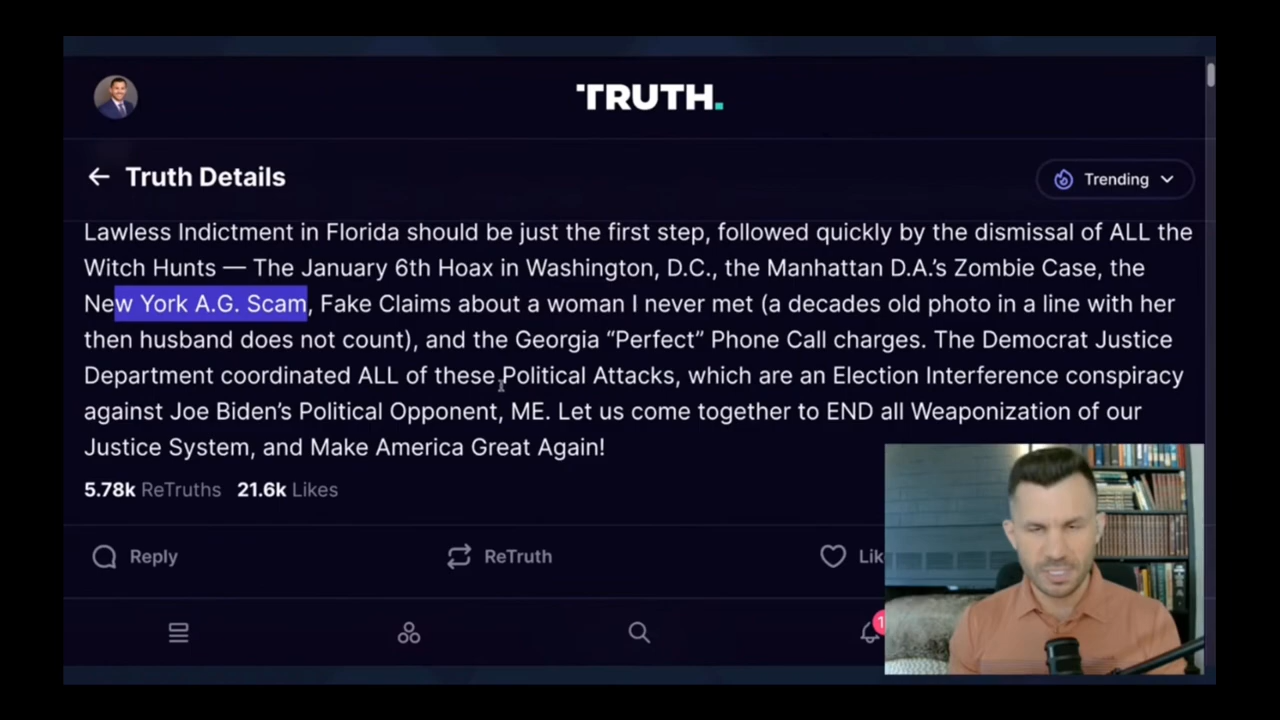 TRUTH.
Truth Details
Trending
Lawless Indictment in Florida should be just the first step, followed quickly by the dismissal of ALL the
Witch Hunts — The January 6th Hoax in Washington, D.C., the Manhattan D.A.’s Zombie Case, the
New York A.G. Scam, Fake Claims about a woman I never met (a decades old photo in a line with her
then husband does not count), and the Georgia “Perfect” Phone Call charges. The Democrat Justice
Department coordinated ALL of these Political Attacks, which are an Election Interference conspiracy
against Joe Biden’s Political Opponent, ME. Let us come together to END all Weaponization of our
Justice System, and Make America Great Again!
5.78k ReTruths 21.6k Likes
Reply
ReTruth
Lik
1